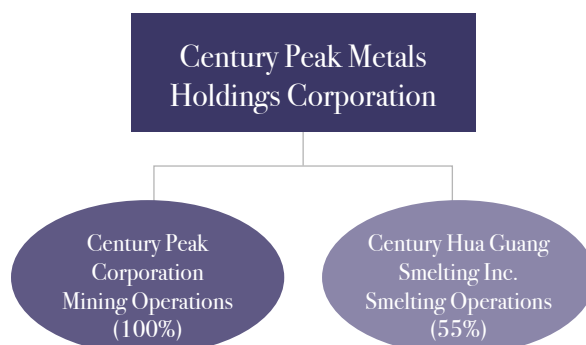 Century Peak Metals
Holdings Corporation
Century Peak
Corporation
Mining Operations
(100%)
Century Hua Guang
Smelting Inc.
Smelting Operations
(55%)